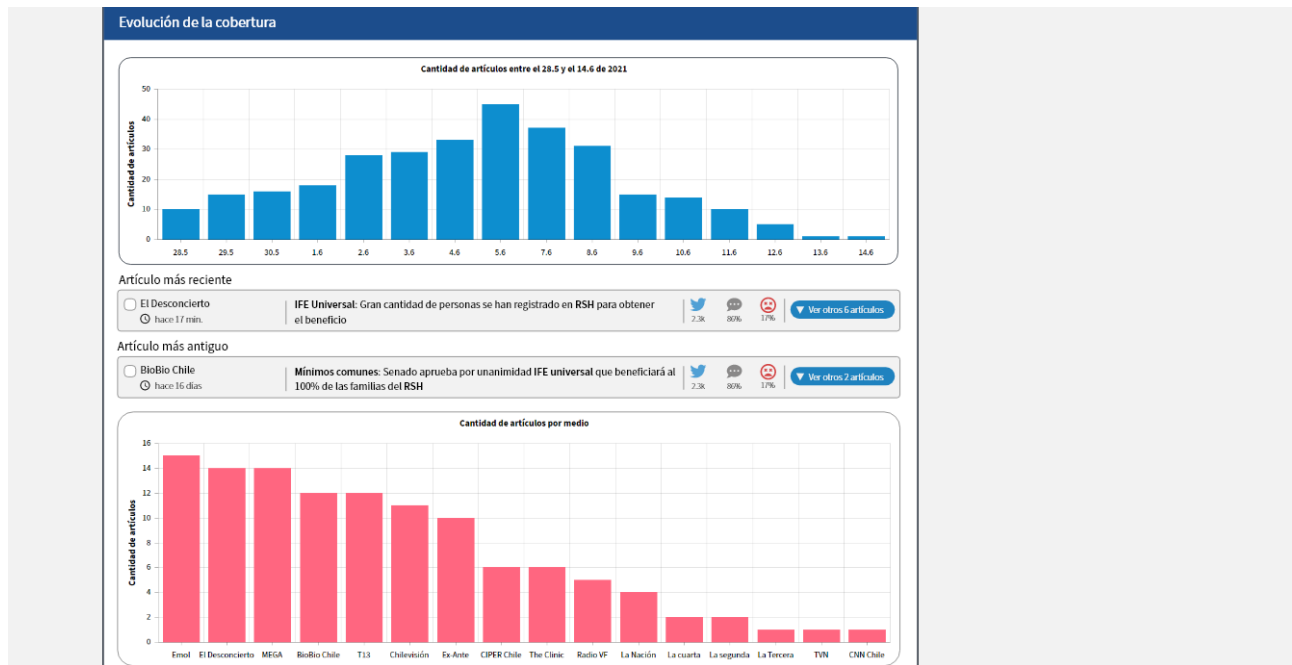 Evolución de la cobertura
Cantidad de artículos entre el 28.5 y el 14.6 de 2021
Cantidad de artículos
50
40
30
20
10
0
28.5 29.5 30.5 1.6 2.6 3.6 4.6 5.6 7.6 8.6 9.6 10.6 11.6 12.6 13.6 14.6
Artículo más reciente
El Desconcierto
hace 17 min.
IFE Universal: Gran cantidad de personas se han registrado en RSH para obtener
el beneficio
2.3k 86% 17%
Ver otros 6 artículos
Artículo más antiguo
BioBio Chile
hace 16 días
Mínimos comunes: Senado aprueba por unanimidad IFE universal que beneficiará al
100% de las familias del RSH
2.3k 86% 17%
Ver otros 2 artículos
Cantidad de artículos por medio
Cantidad de artículos
16
14
12
10
8
6
4
2
0
Emol El Desconcierto MEGA BioBio Chile T13 Chilevisión Ex-Ante CIPER Chile The Clinic Radio VF La Nación La cuarta La segunda La Tercera TVN CNN Chile